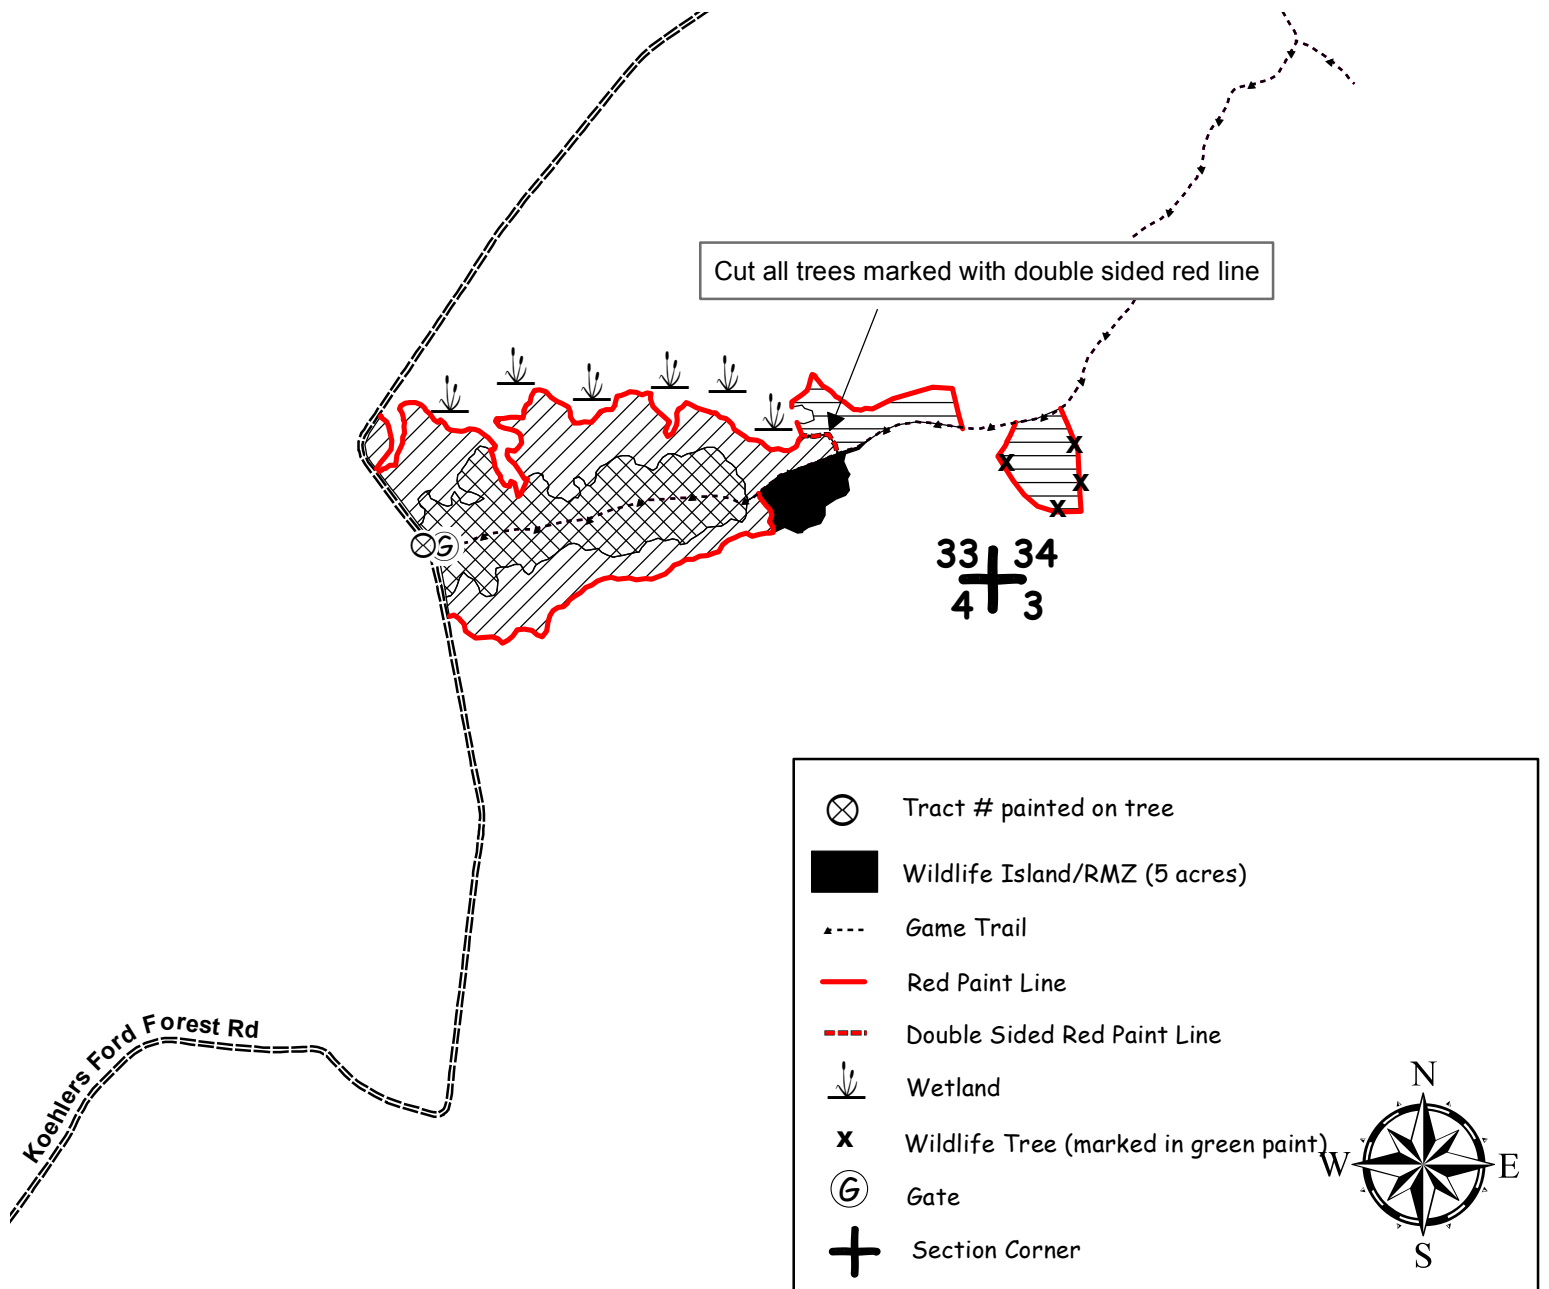 Cut all trees marked with double sided red line
G
33 34
4 3
Koehlers Ford Forest Rd
Tract # painted on tree
Wildlife Island/RMZ (5 acres)
Game Trail
Red Paint Line
Double Sided Red Paint Line
Wetland
x Wildlife Tree (marked in green paint)
G Gate
Section Corner
N
W E
S
x
x
x
x